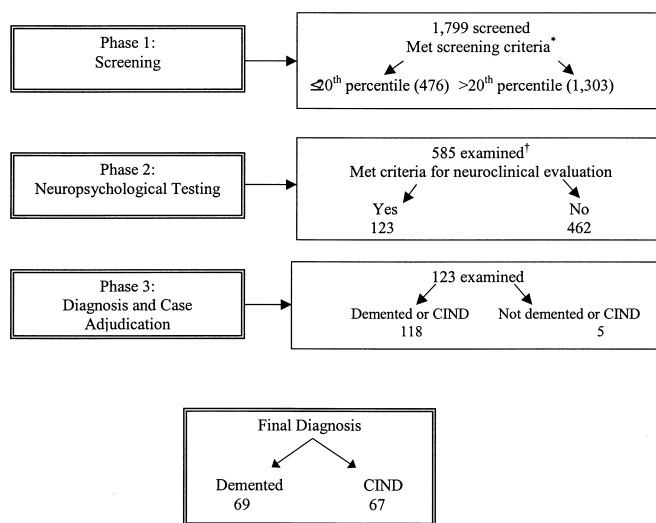 Phase 1:
Screening
1,799 screened
Met screening criteria*
≤20th percentile (476) >20th percentile (1,303)
Phase 2:
Neuropsychological Testing
585 examined†
Met criteria for neuroclinical evaluation
Yes No
123 462
Phase 3:
Diagnosis and Case
Adjudication
123 examined
Demented or CIND Not demented or CIND
118 5
Final Diagnosis
Demented CIND
69 67